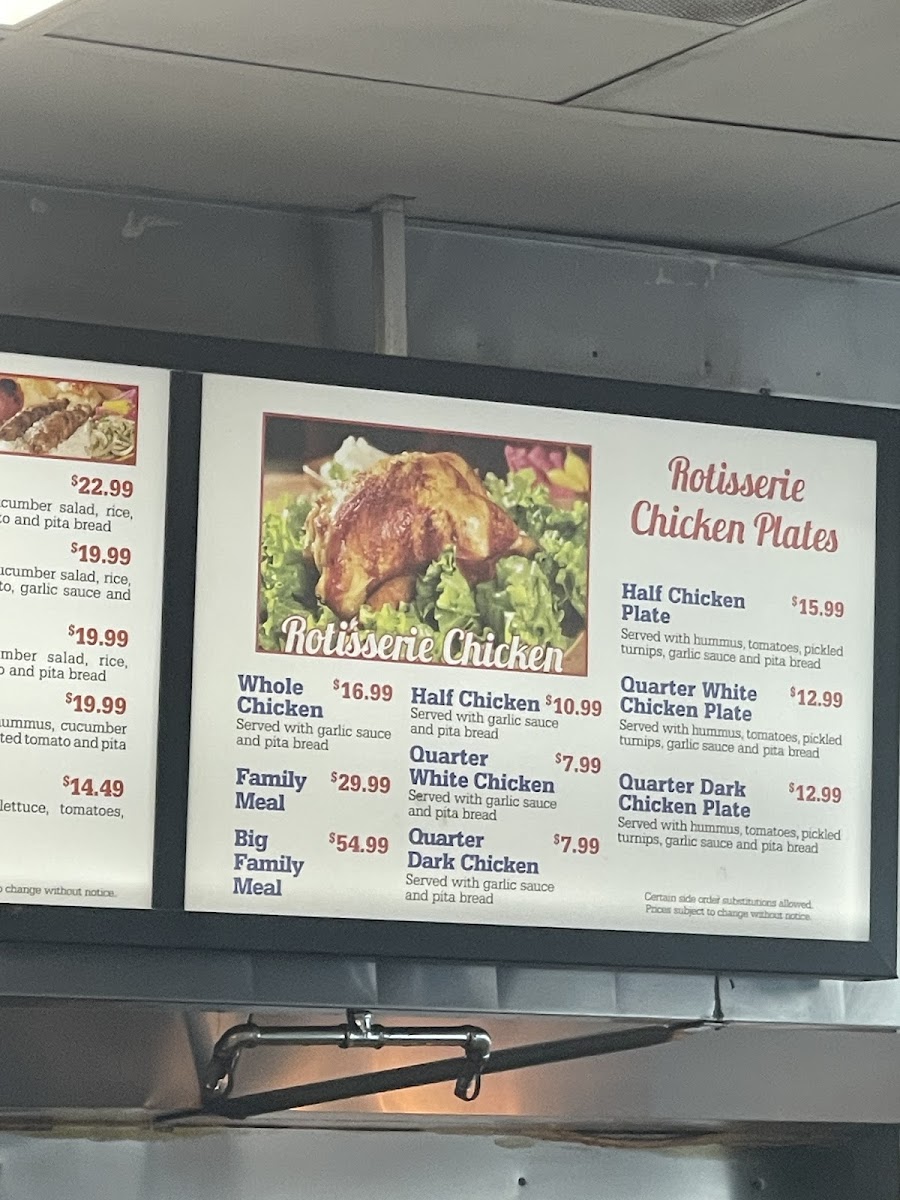 $22.99
cumber salad, rice,
and pita bread
$19.99
cumber salad, rice,
garlic sauce and
$19.99
salad, rice,
and pita bread
$19.99
cucumber
tomato and pita
$14.49
lettuce, tomatoes,
change without notice.
Rotisserie Chicken
Whole $16.99
Chicken
Served with garlic sauce
and pita bread
Family $29.99
Meal
Big $54.99
Family
Meal
Half Chicken $10.99
Served with garlic sauce
and pita bread
Quarter $7.99
White Chicken
Served with garlic sauce
and pita bread
Quarter $7.99
Dark Chicken
Served with garlic sauce
and pita bread
Rotisserie
Chicken Plates
Half Chicken $15.99
Plate
Served with hummus, tomatoes, pickled
turnips, garlic sauce and pita bread
Quarter White $12.99
Chicken Plate
Served with hummus, tomatoes, pickled
turnips, garlic sauce and pita bread
Quarter Dark $12.99
Chicken Plate
Served with hummus, tomatoes, pickled
turnips, garlic sauce and pita bread
Certain side order substitutions allowed.
Prices subject to change without notice.